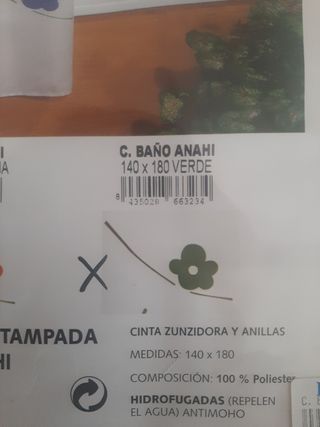 C. BAÑO ANAHI
140 x 180 VERDE
8 435028 663234
X
TAMPADA
HI
CINTA ZUNZIDORA Y ANILLAS
MEDIDAS: 140 x 180
COMPOSICIÓN: 100 % Poliester
HIDROFUGADAS (REPELEN
EL AGUA) ANTIMOHO